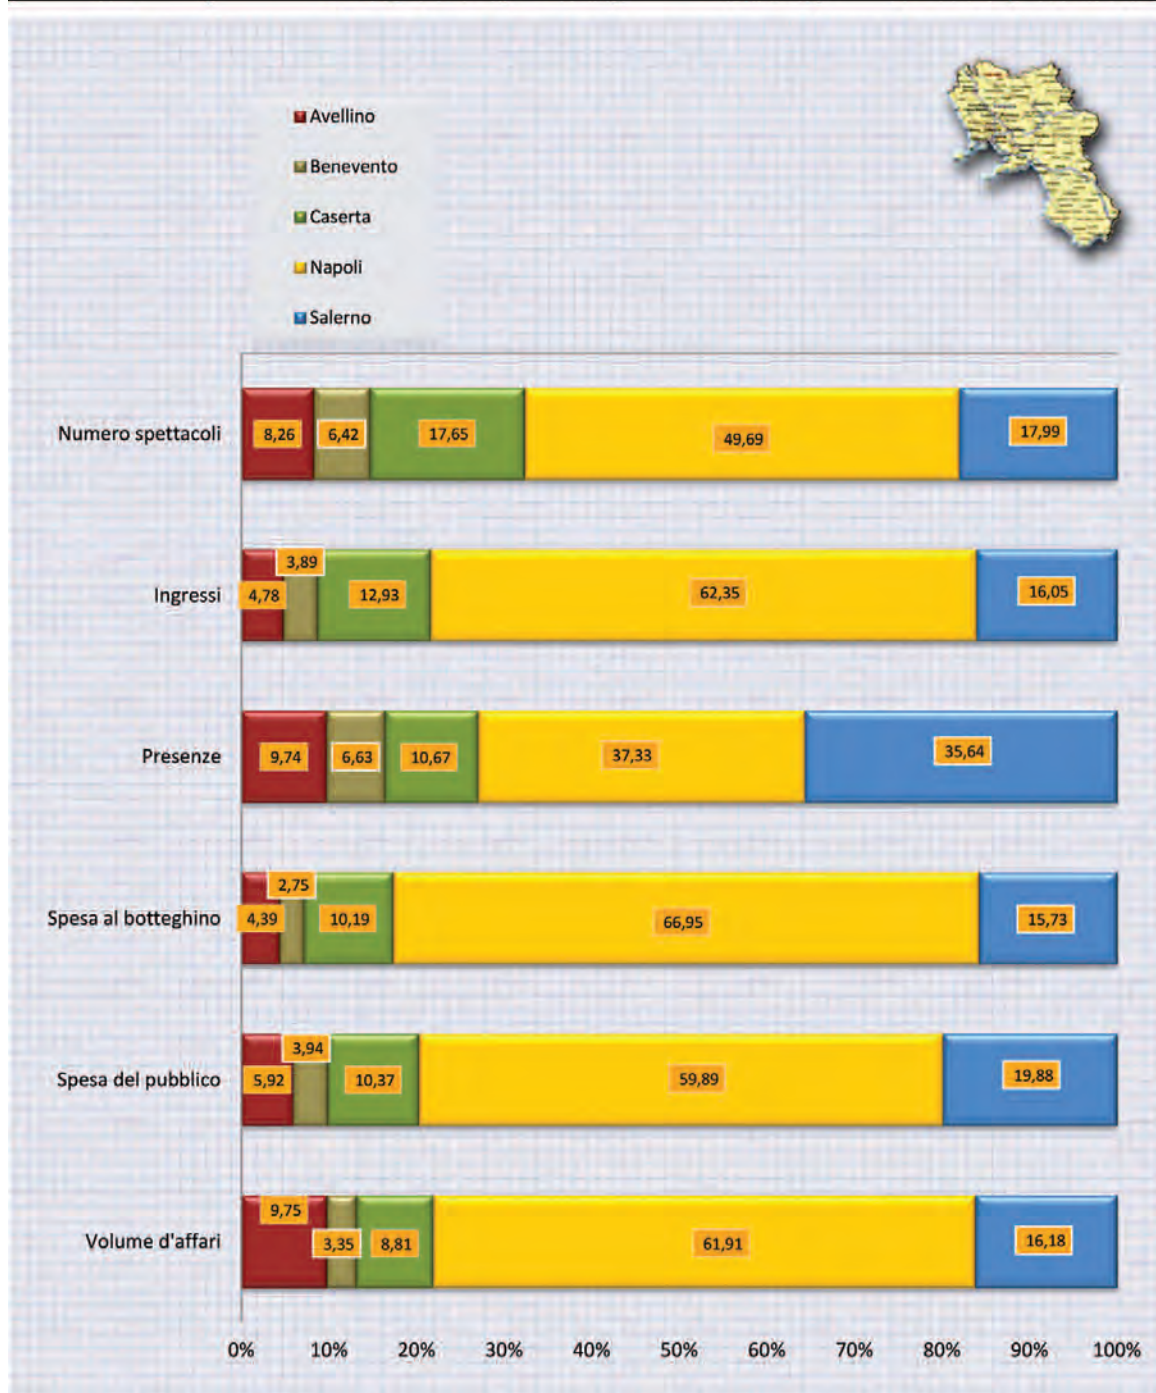 Avellino
Benevento
Caserta
Napoli
Salerno
Numero spettacoli
8,26 6,42 17,65 49,69 17,99
Ingressi
4,78 3,89 12,93 62,35 16,05
Presenze
9,74 6,63 10,67 37,33 35,64
Spesa al botteghino
4,39 2,75 10,19 66,95 15,73
Spesa del pubblico
5,92 3,94 10,37 59,89 19,88
Volume d'affari
9,75 3,35 8,81 61,91 16,18
0% 10% 20% 30% 40% 50% 60% 70% 80% 90% 100%